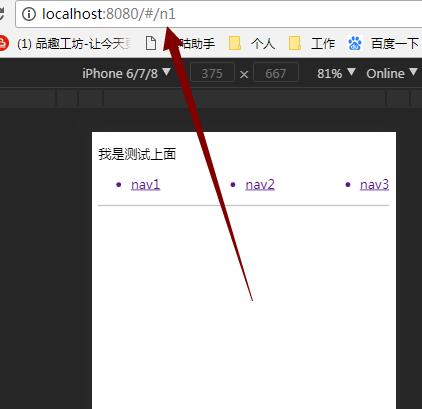 localhost:8080/#/n1
(1) 品趣工坊-让今天 咕助手 个人 工作 百度一下
iPhone 6/7/8 375 × 667 81% Online
我是测试上面
nav1 nav2 nav3